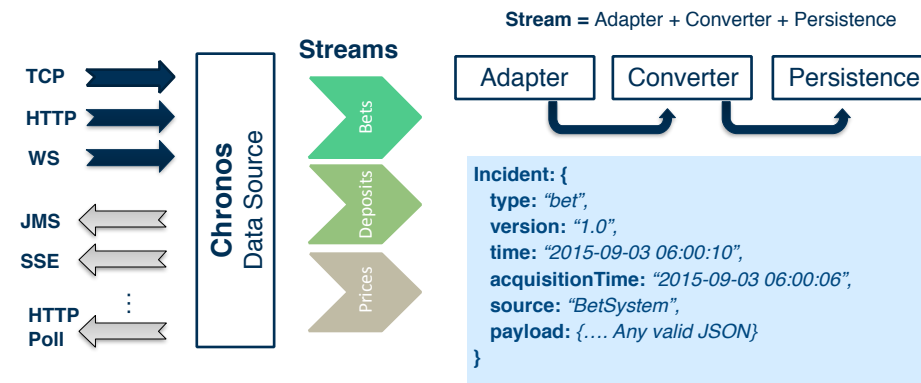 Stream = Adapter + Converter + Persistence
Streams
TCP
HTTP
WS
JMS
SSE
⋮
HTTP
Poll
Chronos
Data Source
Bets
Deposits
Prices
Adapter
Converter
Persistence
Incident: {
type: “bet”,
version: “1.0”,
time: “2015-09-03 06:00:10”,
acquisitionTime: “2015-09-03 06:00:06”,
source: “BetSystem”,
payload: {…. Any valid JSON}
}